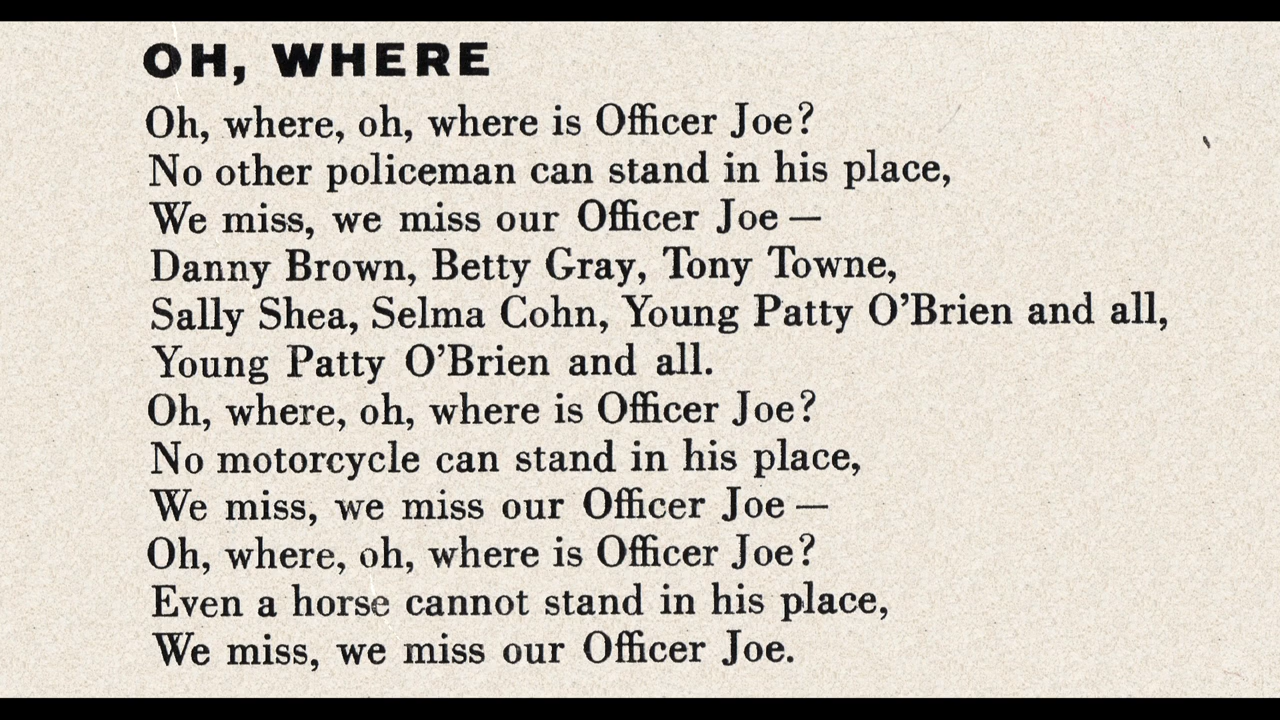 OH, WHERE
Oh, where, oh, where is Officer Joe?
No other policeman can stand in his place,
We miss, we miss our Officer Joe —
Danny Brown, Betty Gray, Tony Towne,
Sally Shea, Selma Cohn, Young Patty O’Brien and all,
Young Patty O’Brien and all.
Oh, where, oh, where is Officer Joe?
No motorcycle can stand in his place,
We miss, we miss our Officer Joe —
Oh, where, oh, where is Officer Joe?
Even a horse cannot stand in his place,
We miss, we miss our Officer Joe.